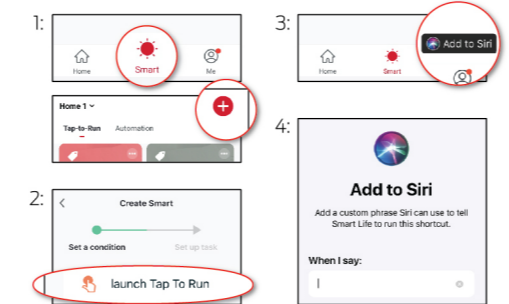 1:
Home
Smart
Me
Home 1
Tap-to-Run Automation
2:
Create Smart
Set a condition Set up task
launch Tap To Run
3:
Home
Smart
Add to Siri
4:
Add to Siri
Add a custom phrase Siri can use to tell
Smart Life to run this shortcut.
When I say: